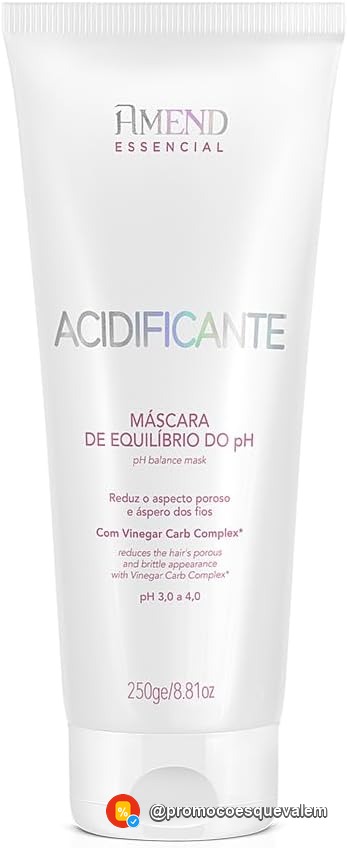 AMEND
ESSENCIAL
ACIDIFICANTE
MÁSCARA
DE EQUILÍBRIO DO pH
pH balance mask
Reduz o aspecto poroso
e áspero dos fios
Com Vinegar Carb Complex*
reduces the hair's porous
and brittle appearance
with Vinegar Carb Complex*
pH 3,0 a 4,0
250ge/8.81oz
%
@promocoesquevalem